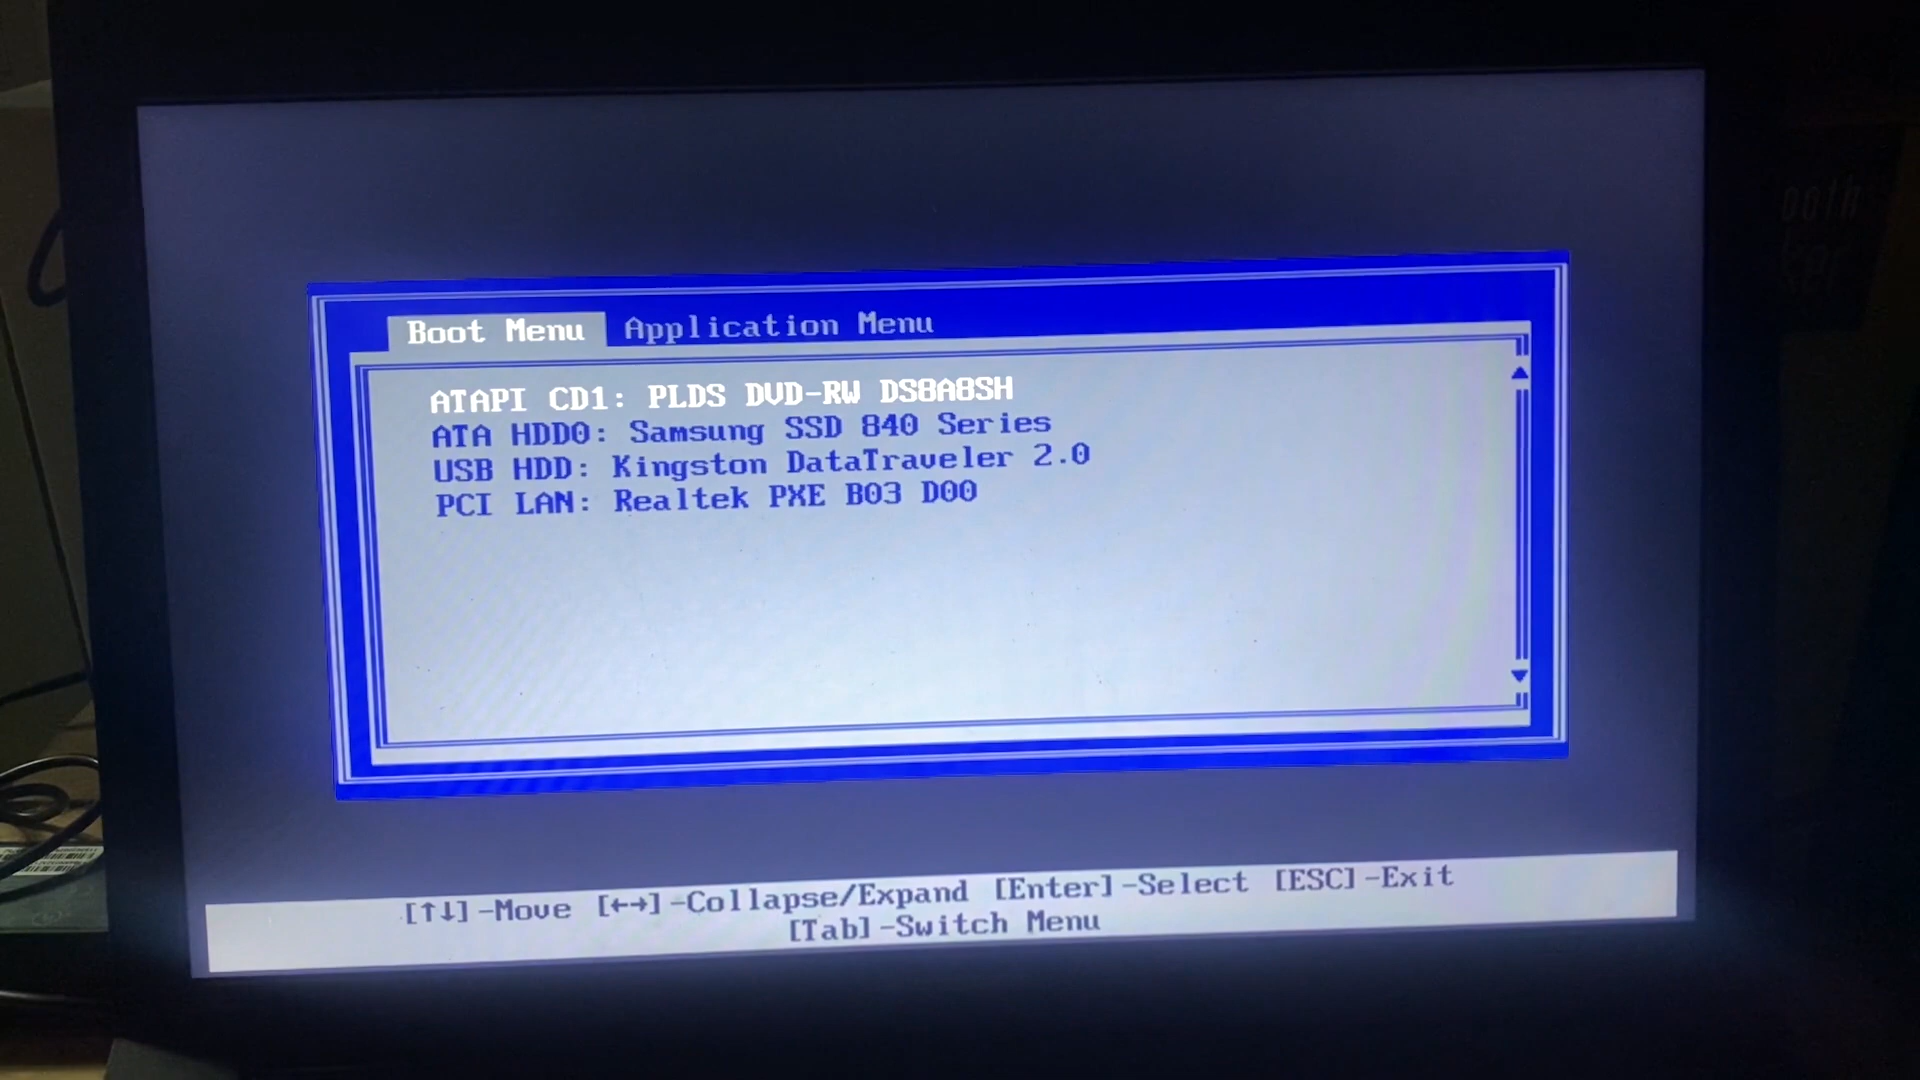 Boot Menu Application Menu
ATAPI CD1: PLDS DVD-RW DS8A8SH
ATA HDD0: Samsung SSD 840 Series
USB HDD: Kingston DataTraveler 2.0
PCI LAN: Realtek PXE B03 D00
[↑↓]-Move [←→]-Collapse/Expand [Enter]-Select [ESC]-Exit
[Tab]-Switch Menu